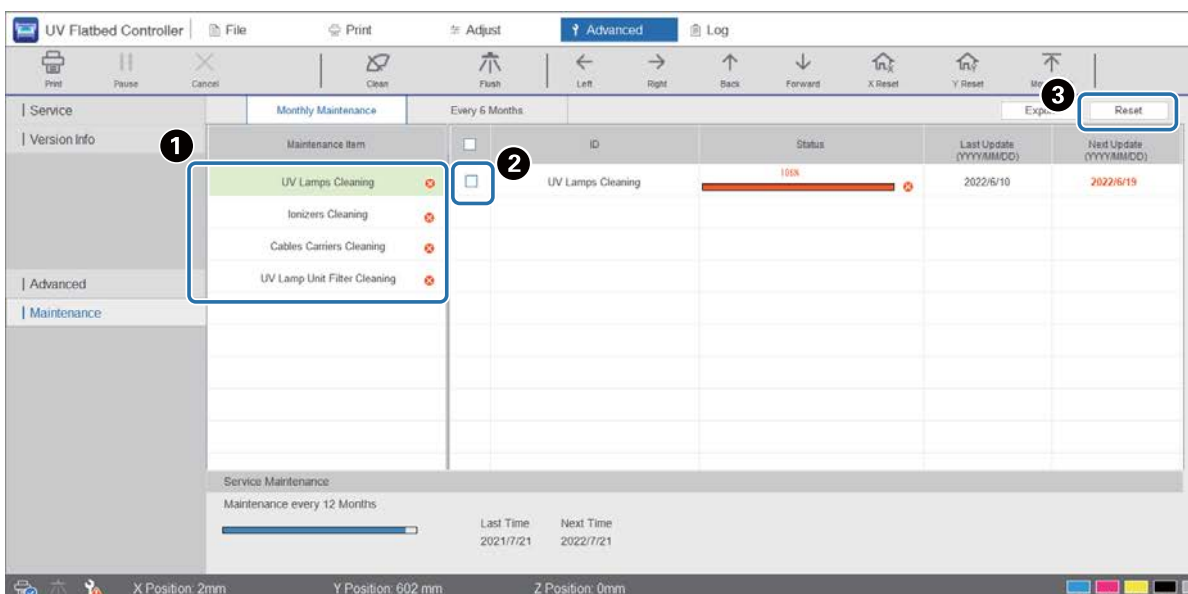 UV Flatbed Controller File Print Adjust Advanced Log
Print Pause Cancel Clean Flush Left Right Back Forward X Reset Y Reset
3
Service Monthly Maintenance Every 6 Months Reset
Version Info
1
Maintenance Item ID Status Last Update (YYYY/MM/DD) Next Update (YYYY/MM/DD)
2
UV Lamps Cleaning UV Lamps Cleaning 106% 2022/6/10 2022/6/19
Ionizers Cleaning
Cables Carriers Cleaning
UV Lamp Unit Filter Cleaning
Advanced
Maintenance
Service Maintenance
Maintenance every 12 Months
Last Time Next Time
2021/7/21 2022/7/21
X Position: 2mm Y Position: 602 mm Z Position: 0mm